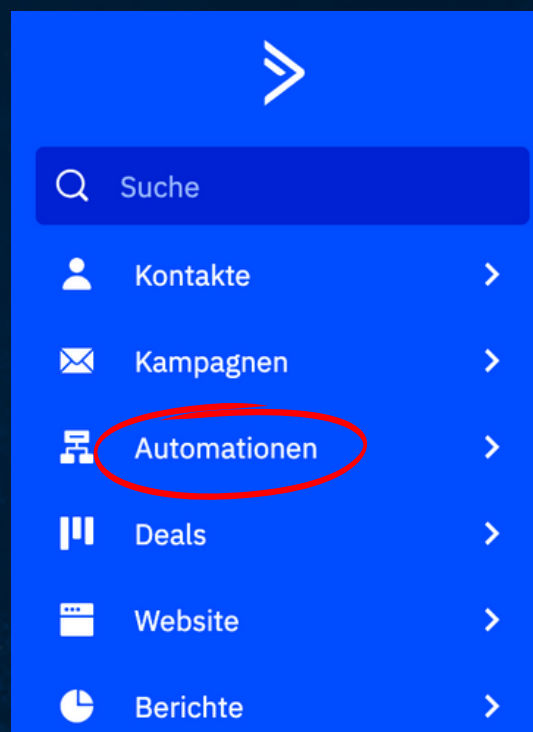 Suche
Kontakte
Kampagnen
Automationen
Deals
Website
Berichte